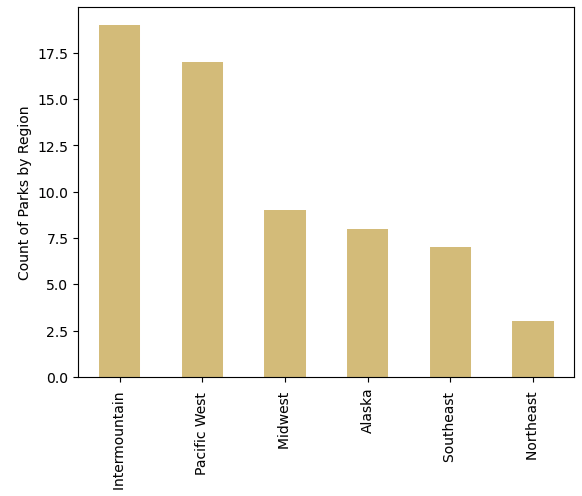 Count of Parks by Region
17.5
15.0
12.5
10.0
7.5
5.0
2.5
0.0
Intermountain
Pacific West
Midwest
Alaska
Southeast
Northeast